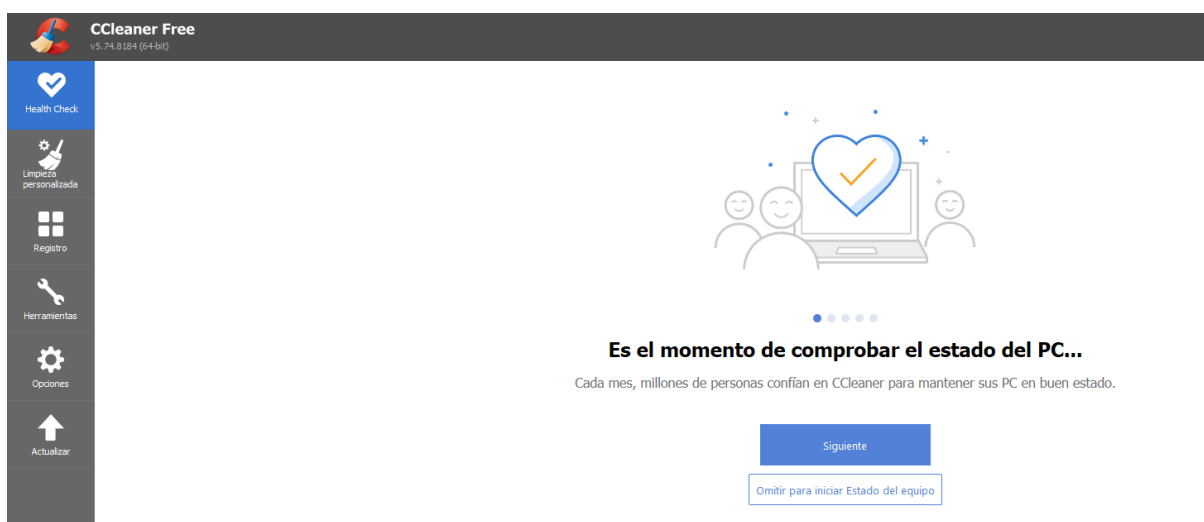 CCleaner Free
v5.74.8184 (64-bit)
Health Check
Limpieza
personalizada
Registro
Herramientas
Opciones
Actualizar
Es el momento de comprobar el estado del PC...
Cada mes, millones de personas confían en CCleaner para mantener sus PC en buen estado.
Siguiente
Omitir para iniciar Estado del equipo